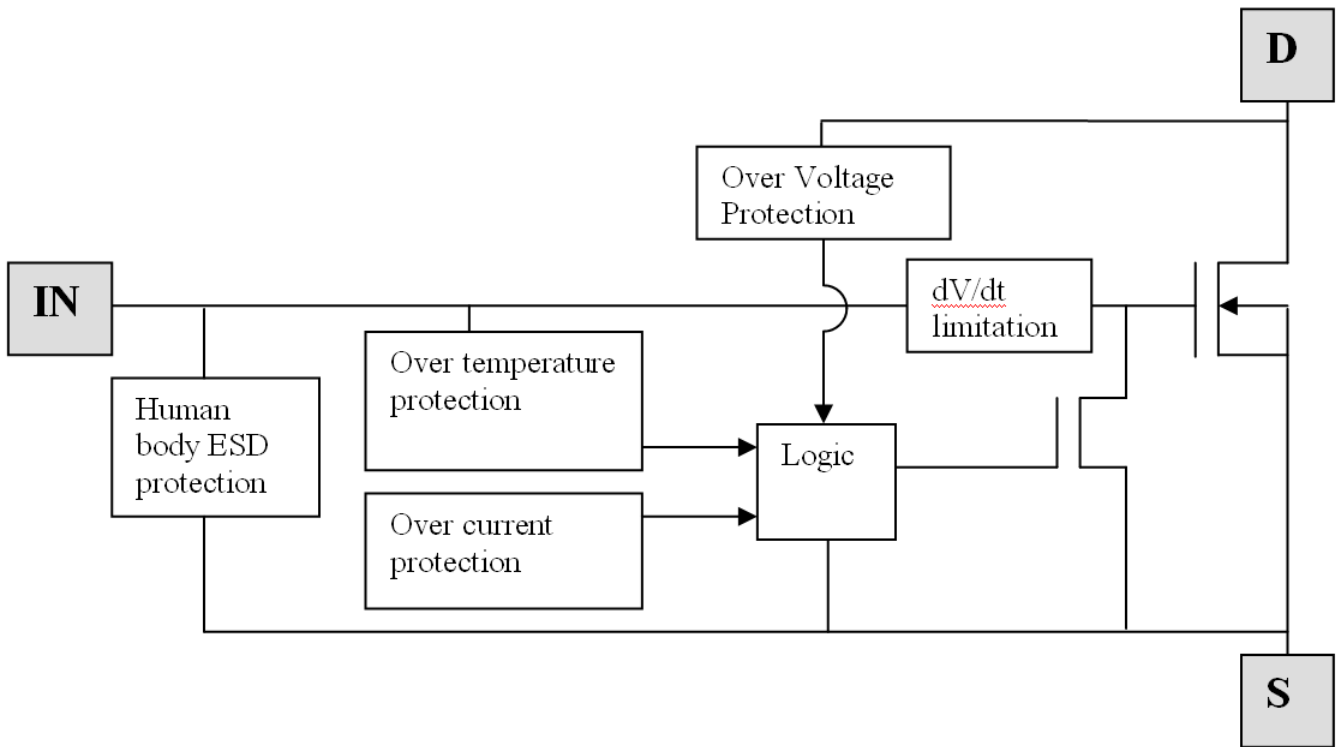 D
Over Voltage
Protection
IN
dV/dt
limitation
Over temperature
protection
Human
body ESD
protection
Logic
Over current
protection
S